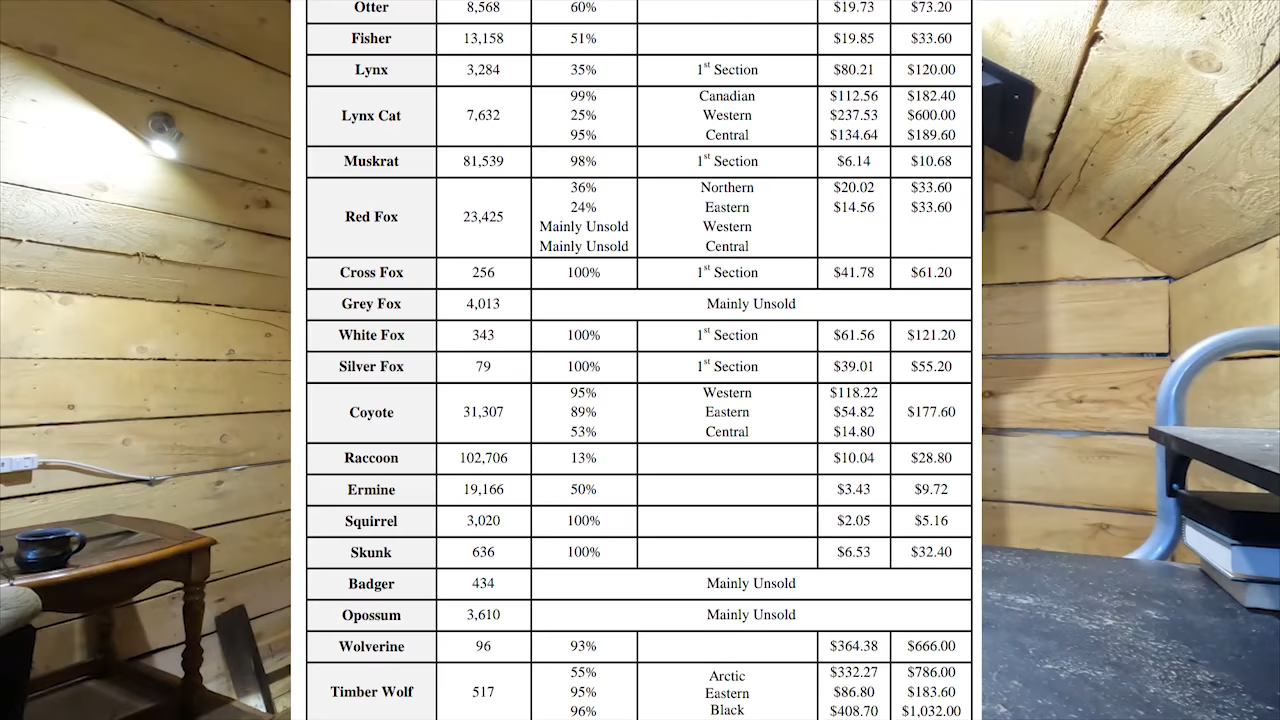 Otter 8,568 60% $19.73 $73.20
Fisher 13,158 51% $19.85 $33.60
Lynx 3,284 35% 1st Section $80.21 $120.00
99% Canadian $112.56 $182.40
Lynx Cat 7,632 25% Western $237.53 $600.00
95% Central $134.64 $189.60
Muskrat 81,539 98% 1st Section $6.14 $10.68
36% Northern $20.02 $33.60
Red Fox 23,425 24% Eastern $14.56 $33.60
Mainly Unsold Western
Mainly Unsold Central
Cross Fox 256 100% 1st Section $41.78 $61.20
Grey Fox 4,013 Mainly Unsold
White Fox 343 100% 1st Section $61.56 $121.20
Silver Fox 79 100% 1st Section $39.01 $55.20
95% Western $118.22
Coyote 31,307 89% Eastern $54.82 $177.60
53% Central $14.80
Raccoon 102,706 13% $10.04 $28.80
Ermine 19,166 50% $3.43 $9.72
Squirrel 3,020 100% $2.05 $5.16
Skunk 636 100% $6.53 $32.40
Badger 434 Mainly Unsold
Opossum 3,610 Mainly Unsold
Wolverine 96 93% $364.38 $666.00
55% Arctic $332.27 $786.00
Timber Wolf 517 95% Eastern $86.80 $183.60
96% Black $408.70 $1,032.00